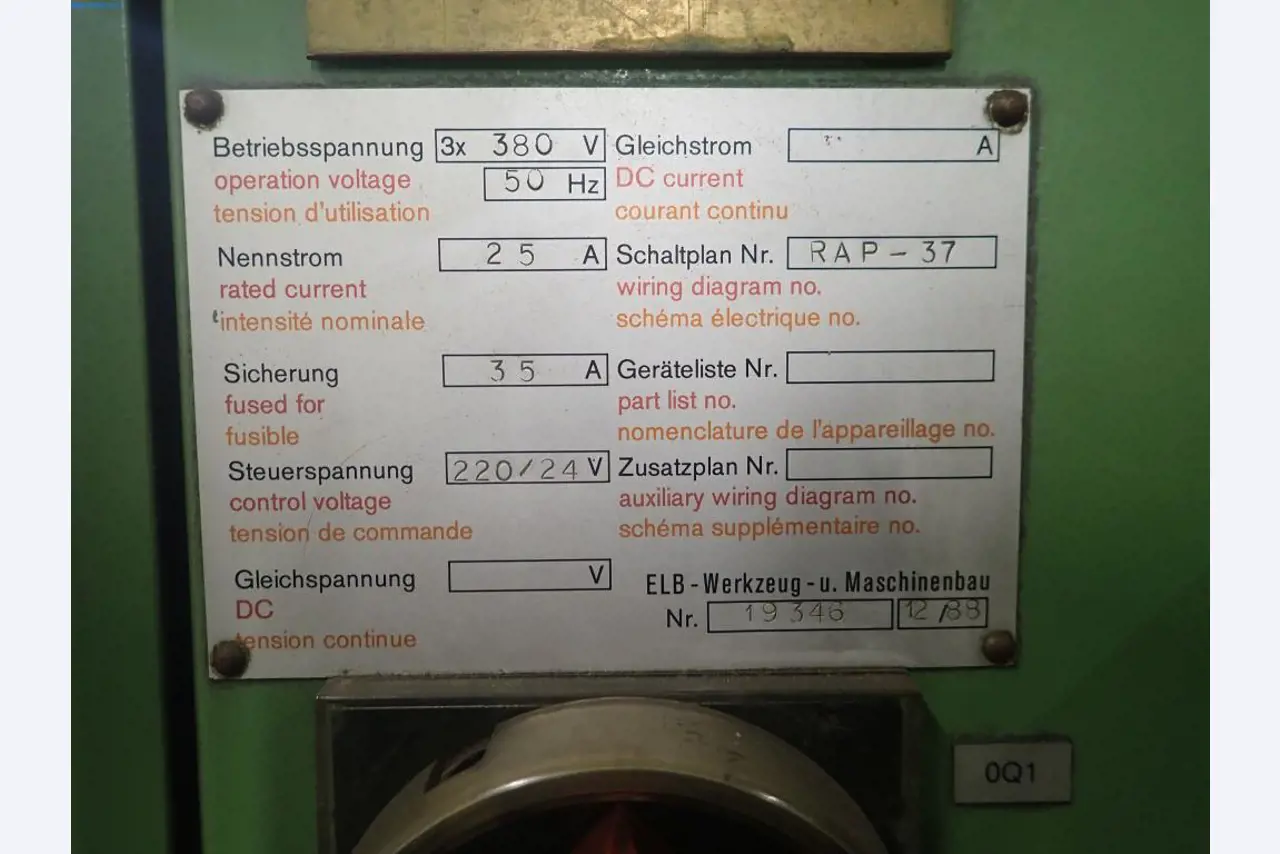 Betriebsspannung 3x 380 V
operation voltage 50 Hz
tension d'utilisation
Nennstrom 25 A
rated current
intensité nominale
Sicherung 35 A
fused for
fusible
Steuerspannung 220/24 V
control voltage
tension de commande
Gleichspannung V
DC
tension continue
Gleichstrom A
DC current
courant continu
Schaltplan Nr. RAP-37
wiring diagram no.
schéma électrique no.
Geräteliste Nr.
part list no.
nomenclature de l'appareillage no.
Zusatzplan Nr.
auxiliary wiring diagram no.
schéma supplémentaire no.
ELB-Werkzeug-u. Maschinenbau
Nr. 19346 12/88
0Q1